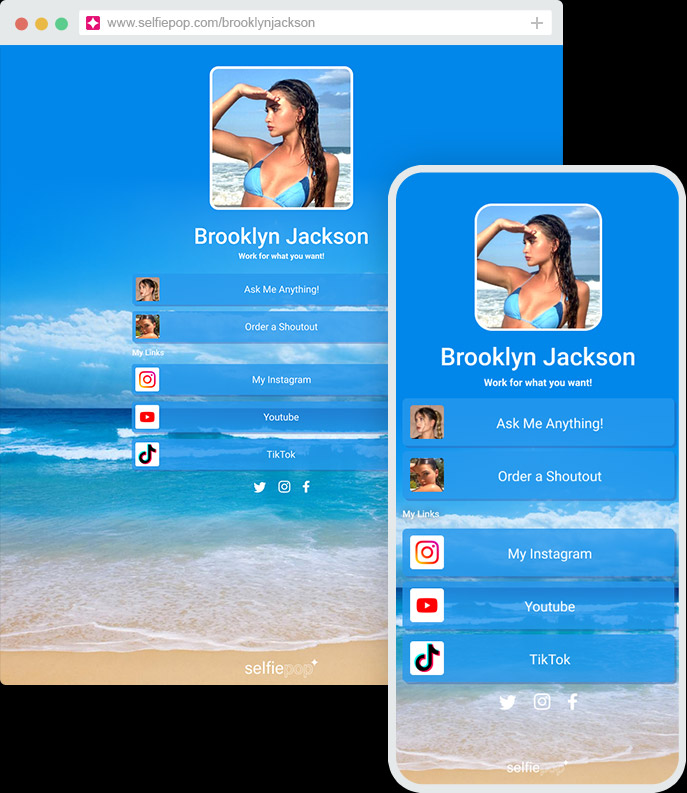 www.selfiepop.com/brooklynjackson
Brooklyn Jackson
Work for what you want!
Ask Me Anything!
Order a Shoutout
My Links
My Instagram
Youtube
TikTok
selfiepop
Brooklyn Jackson
Work for what you want!
Ask Me Anything!
Order a Shoutout
My Links
My Instagram
Youtube
TikTok
selfiepop